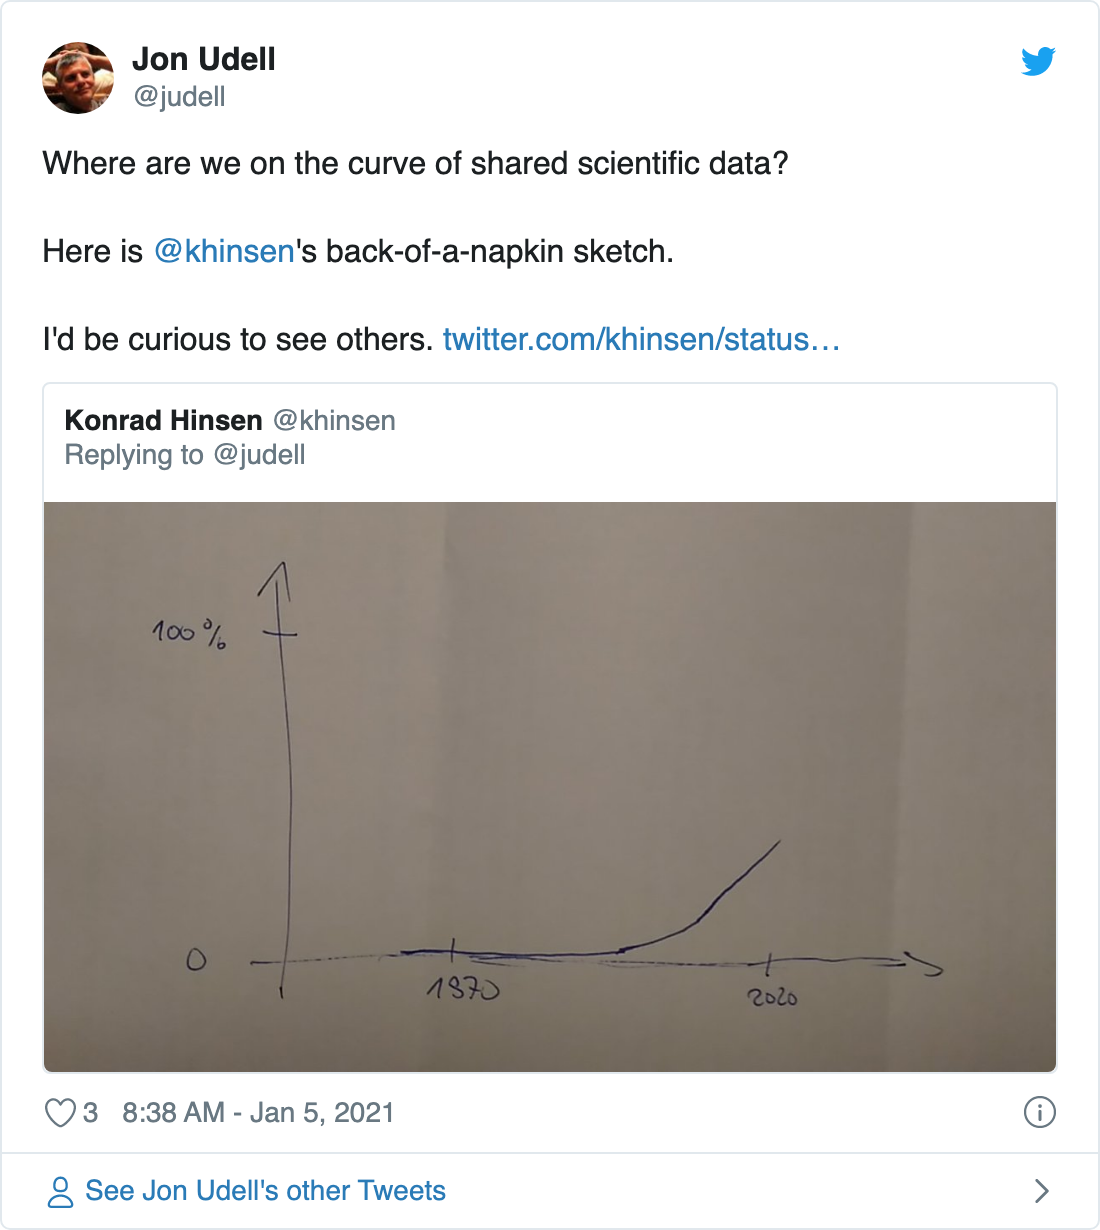 Jon Udell
@judell
Where are we on the curve of shared scientific data?
Here is @khinsen's back-of-a-napkin sketch.
I'd be curious to see others. twitter.com/khinsen/status…
Konrad Hinsen @khinsen
Replying to @judell
100%
0
1970
2020
3 8:38 AM - Jan 5, 2021
See Jon Udell's other Tweets